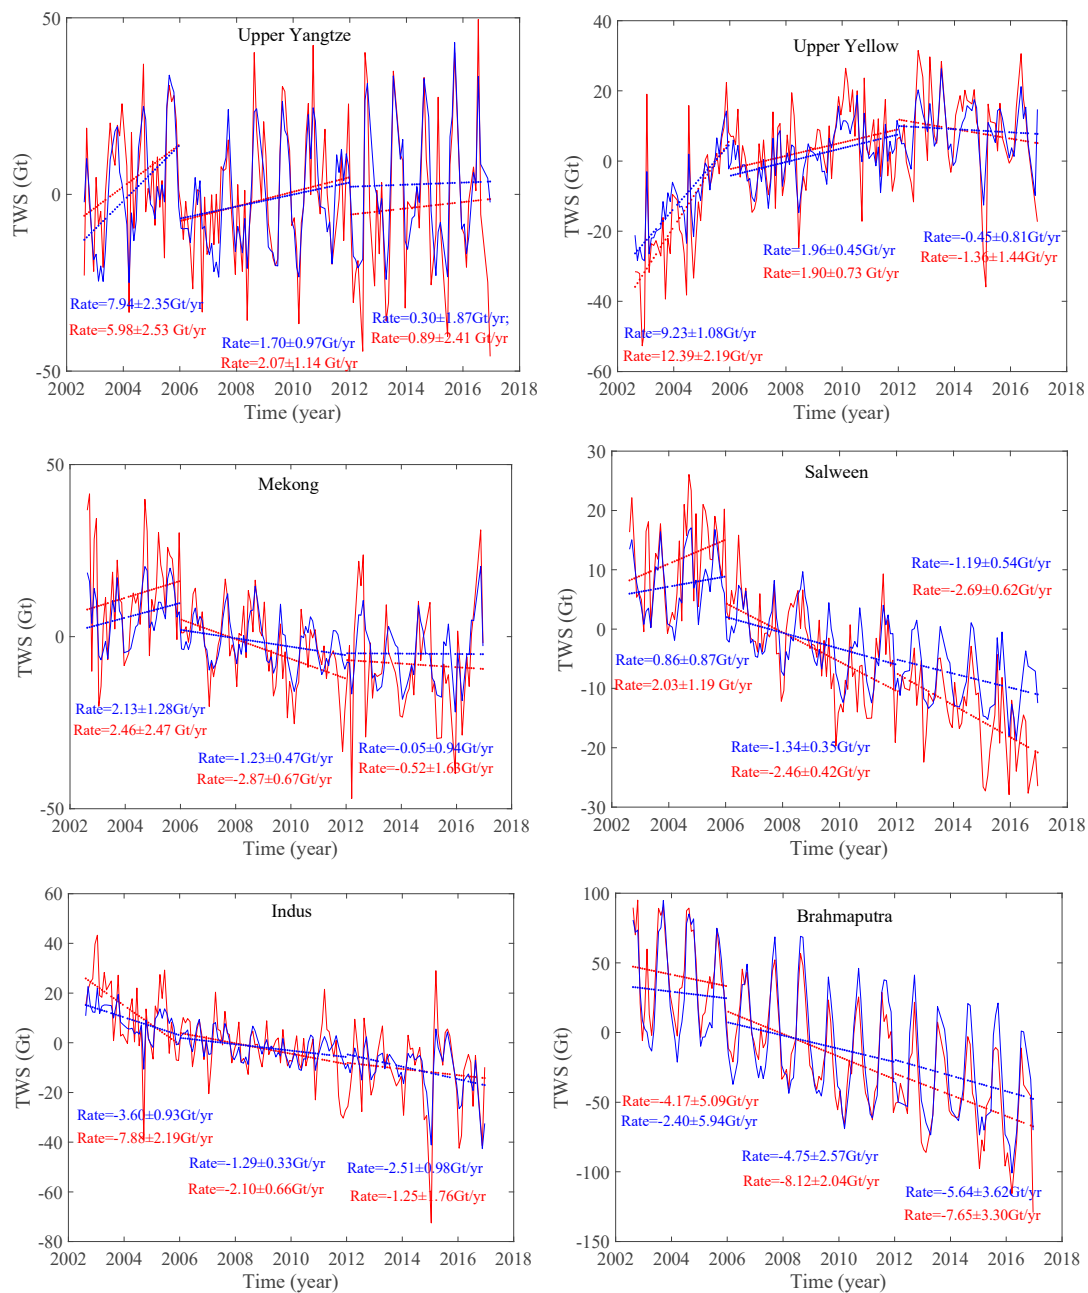 Upper Yangtze
TWS (Gt)
50
0
-50
Rate=7.94±2.35Gt/yr
Rate=5.98±2.53 Gt/yr
Rate=1.70±0.97Gt/yr
Rate=2.07±1.14 Gt/yr
Rate=0.30±1.87Gt/yr;
Rate=0.89±2.41 Gt/yr
2002 2004 2006 2008 2010 2012 2014 2016 2018
Time (year)
Upper Yellow
TWS (Gt)
40
20
0
-20
-40
-60
Rate=9.23±1.08Gt/yr
Rate=12.39±2.19Gt/yr
Rate=1.96±0.45Gt/yr
Rate=1.90±0.73 Gt/yr
Rate=-0.45±0.81Gt/yr
Rate=-1.36±1.44Gt/yr
2002 2004 2006 2008 2010 2012 2014 2016 2018
Time (year)
Mekong
TWS (Gt)
50
0
-50
Rate=2.13±1.28Gt/yr
Rate=2.46±2.47 Gt/yr
Rate=-1.23±0.47Gt/yr
Rate=-2.87±0.67Gt/yr
Rate=-0.05±0.94Gt/yr
Rate=-0.52±1.63Gt/yr
2002 2004 2006 2008 2010 2012 2014 2016 2018
Time (year)
Salween
TWS (Gt)
30
20
10
0
-10
-20
-30
Rate=-1.19±0.54Gt/yr
Rate=-2.69±0.62Gt/yr
Rate=0.86±0.87Gt/yr
Rate=2.03±1.19 Gt/yr
Rate=-1.34±0.35Gt/yr
Rate=-2.46±0.42Gt/yr
2002 2004 2006 2008 2010 2012 2014 2016 2018
Time (year)
Indus
TWS (Gt)
60
40
20
0
-20
-40
-60
-80
Rate=-3.60±0.93Gt/yr
Rate=-7.88±2.19Gt/yr
Rate=-1.29±0.33Gt/yr
Rate=-2.10±0.66Gt/yr
Rate=-2.51±0.98Gt/yr
Rate=-1.25±1.76Gt/yr
2002 2004 2006 2008 2010 2012 2014 2016 2018
Time (year)
Brahmaputra
TWS (Gt)
100
50
0
-50
-100
-150
Rate=-4.17±5.09Gt/yr
Rate=-2.40±5.94Gt/yr
Rate=-4.75±2.57Gt/yr
Rate=-8.12±2.04Gt/yr
Rate=-5.64±3.62Gt/yr
Rate=-7.65±3.30Gt/yr
2002 2004 2006 2008 2010 2012 2014 2016 2018
Time (year)